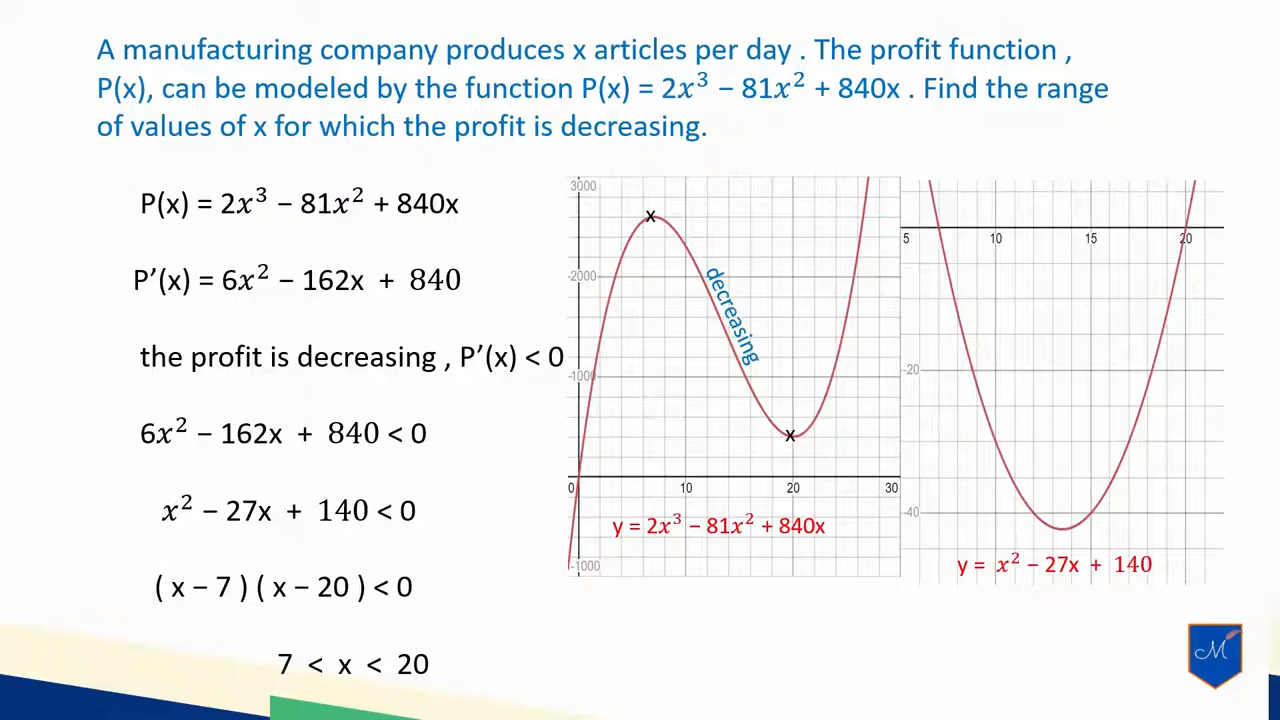 A manufacturing company produces x articles per day . The profit function ,
P(x), can be modeled by the function P(x) = 2𝑥³ − 81𝑥² + 840x . Find the range
of values of x for which the profit is decreasing.
P(x) = 2𝑥³ − 81𝑥² + 840x
P’(x) = 6𝑥² − 162x + 840
the profit is decreasing , P’(x) < 0
6𝑥² − 162x + 840 < 0
𝑥² − 27x + 140 < 0
( x − 7 ) ( x − 20 ) < 0
7 < x < 20
3000
x
decreasing
-2000
-1000
x
0 10 20 30
y = 2𝑥³ − 81𝑥² + 840x
-1000
5 10 15 20
-20
-40
y = 𝑥² − 27x + 140
M